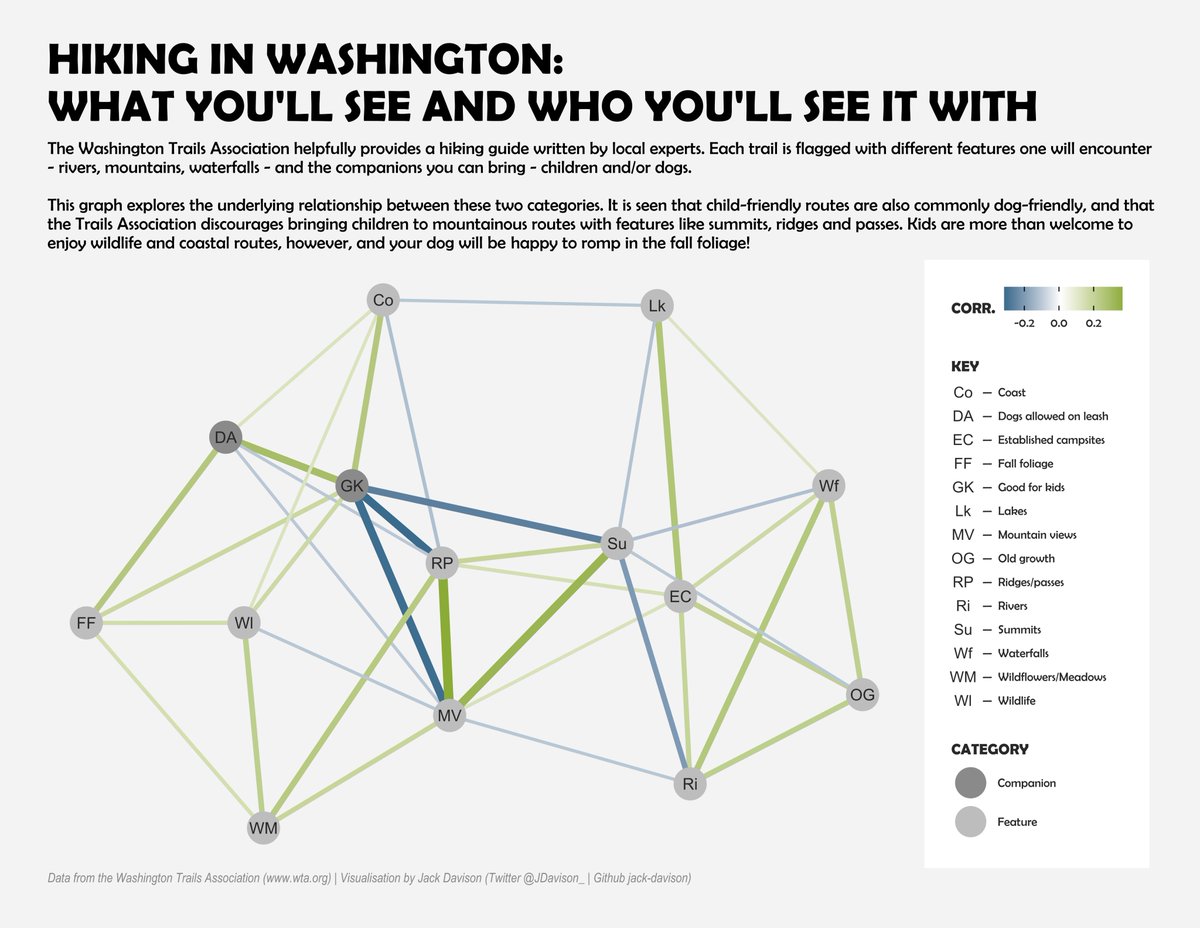 HIKING IN WASHINGTON:
WHAT YOU'LL SEE AND WHO YOU'LL SEE IT WITH
The Washington Trails Association helpfully provides a hiking guide written by local experts. Each trail is flagged with different features one will encounter
- rivers, mountains, waterfalls - and the companions you can bring - children and/or dogs.
This graph explores the underlying relationship between these two categories. It is seen that child-friendly routes are also commonly dog-friendly, and that
the Trails Association discourages bringing children to mountainous routes with features like summits, ridges and passes. Kids are more than welcome to
enjoy wildlife and coastal routes, however, and your dog will be happy to romp in the fall foliage!
Co
Lk
DA
GK
Wf
Su
RP
EC
FF
WI
OG
MV
Ri
WM
CORR.
-0.2 0.0 0.2
KEY
Co – Coast
DA – Dogs allowed on leash
EC – Established campsites
FF – Fall foliage
GK – Good for kids
Lk – Lakes
MV – Mountain views
OG – Old growth
RP – Ridges/passes
Ri – Rivers
Su – Summits
Wf – Waterfalls
WM – Wildflowers/Meadows
Wl – Wildlife
CATEGORY
Companion
Feature
Data from the Washington Trails Association (www.wta.org) | Visualisation by Jack Davison (Twitter @JDavison_ | Github jack-davison)